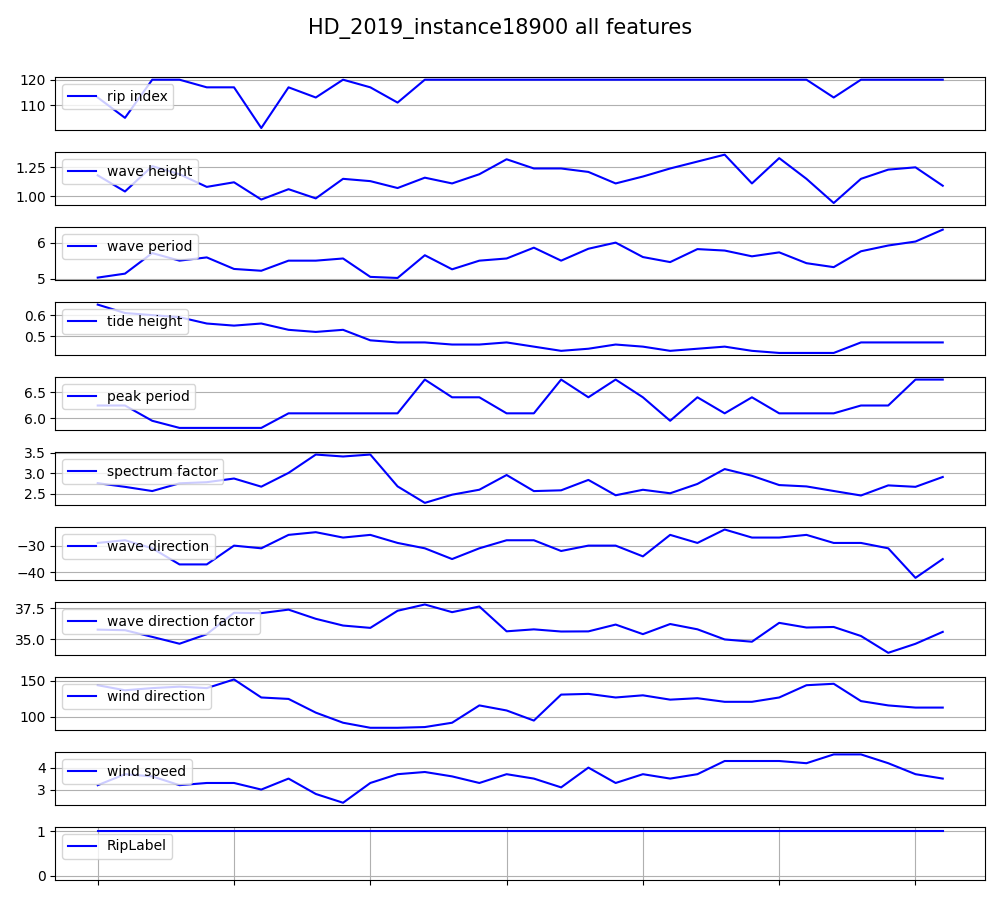 HD_2019_instance18900 all features
120
110
rip index
1.25
1.00
wave height
6
5
wave period
0.6
0.5
tide height
6.5
6.0
peak period
3.5
3.0
2.5
spectrum factor
−30
−40
wave direction
37.5
35.0
wave direction factor
150
100
wind direction
4
3
wind speed
1
0
RipLabel